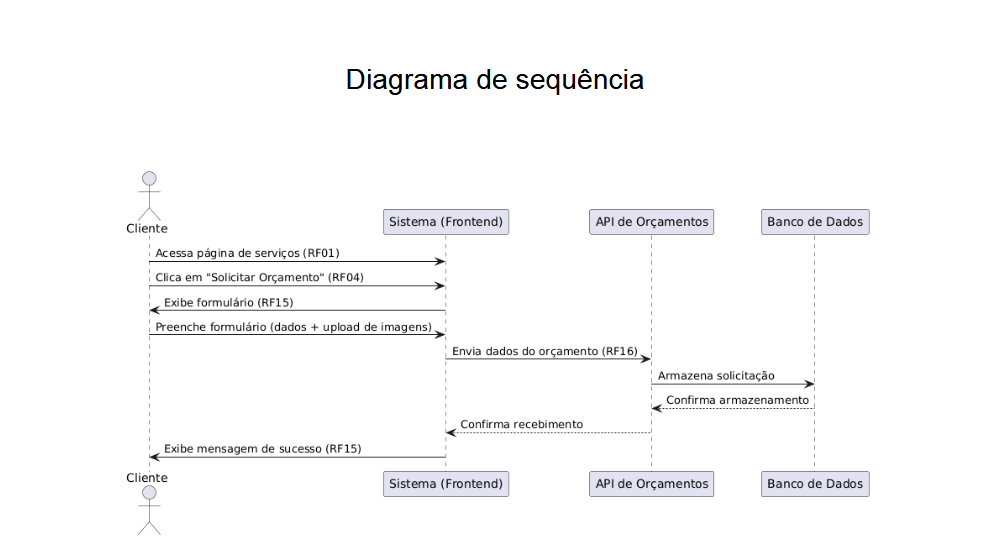 Diagrama de sequência
Cliente
Sistema (Frontend)
API de Orçamentos
Banco de Dados
Acessa página de serviços (RF01)
Clica em "Solicitar Orçamento" (RF04)
Exibe formulário (RF15)
Preenche formulário (dados + upload de imagens)
Envia dados do orçamento (RF16)
Armazena solicitação
Confirma armazenamento
Confirma recebimento
Exibe mensagem de sucesso (RF15)
Cliente
Sistema (Frontend)
API de Orçamentos
Banco de Dados